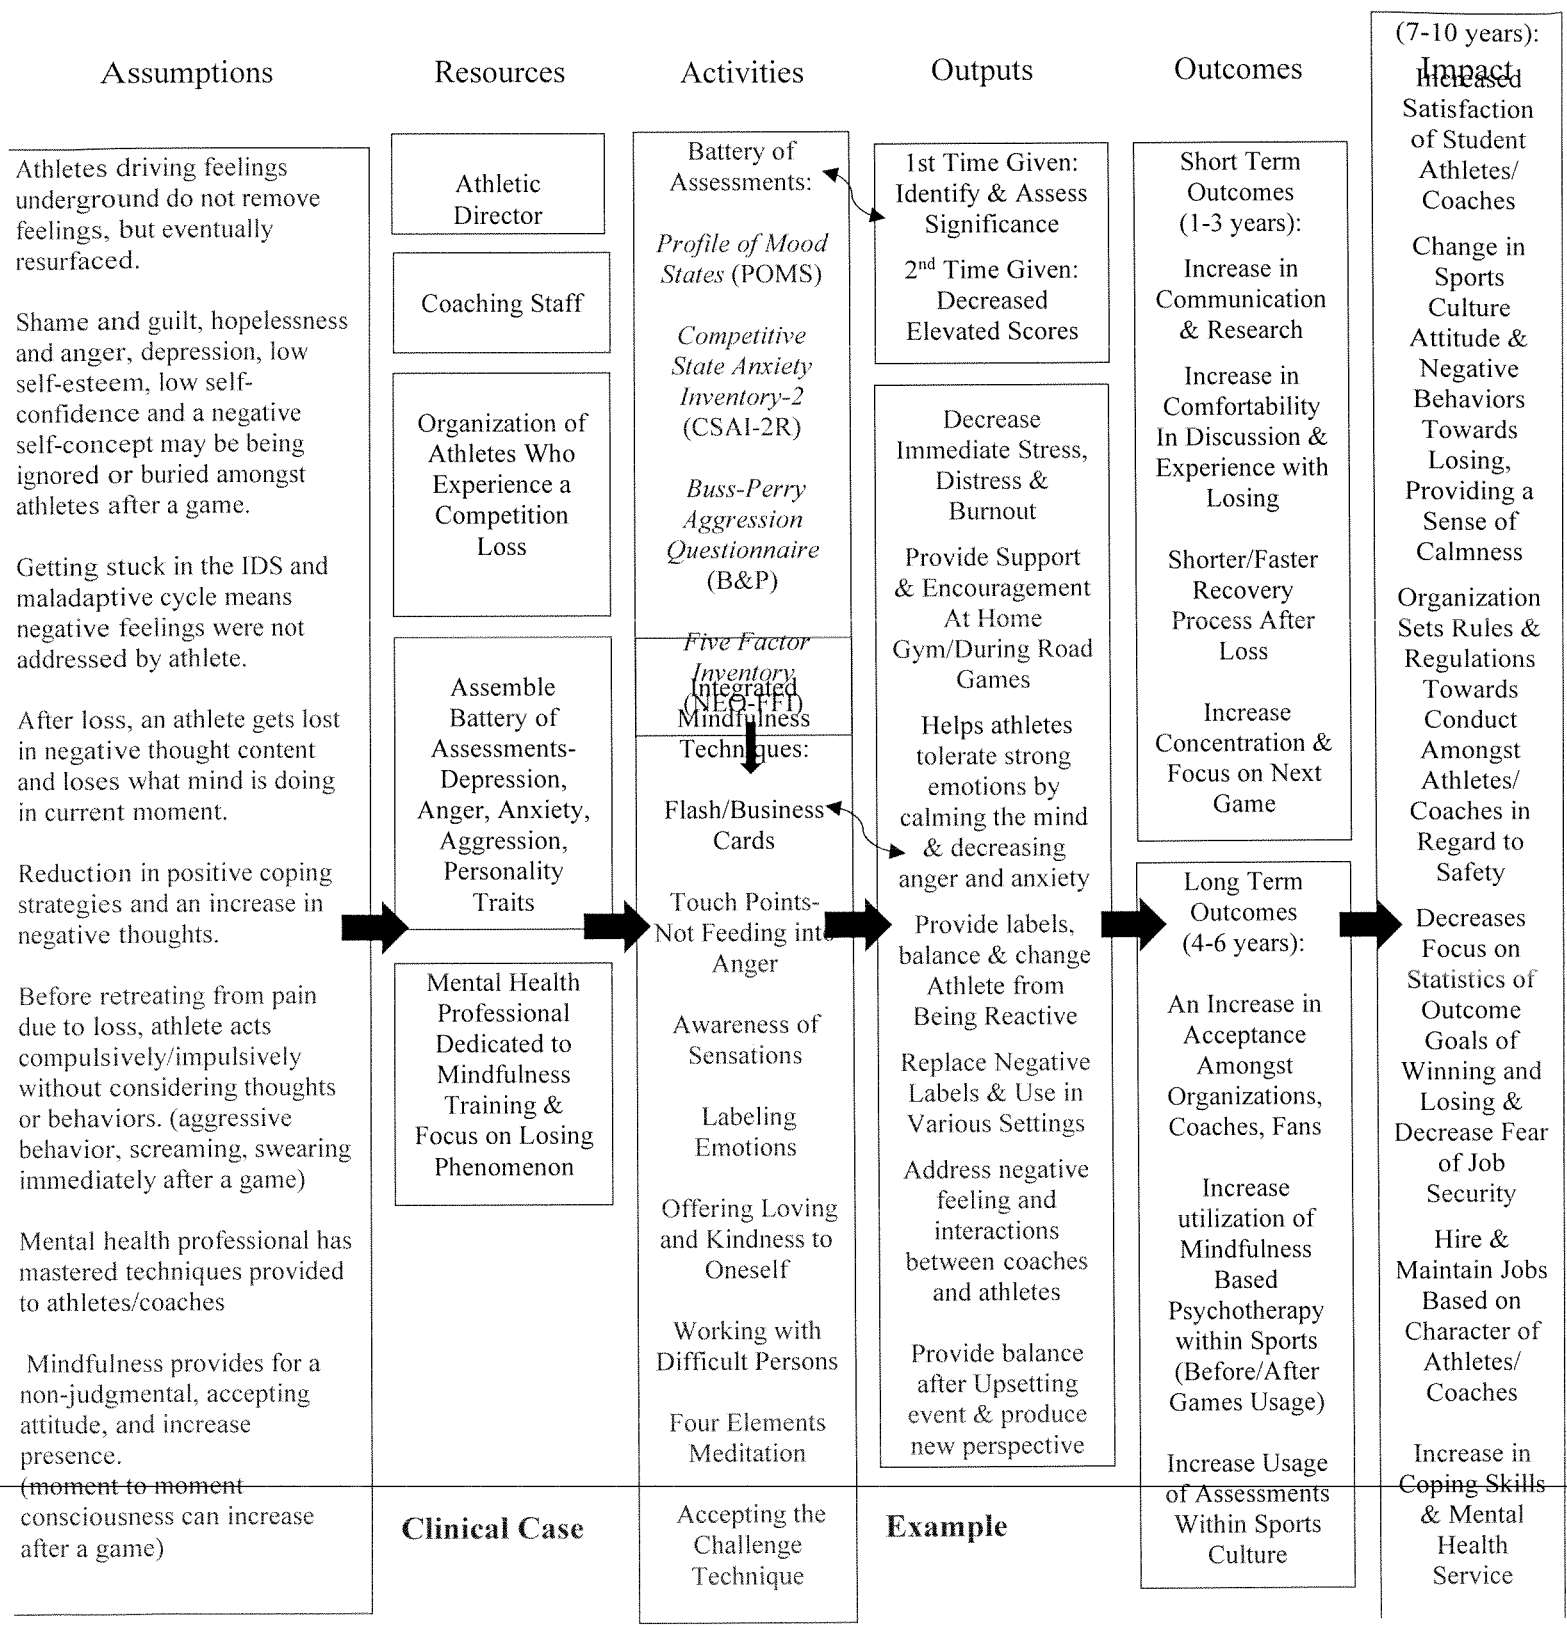 Assumptions
Athletes driving feelings
underground do not remove
feelings, but eventually
resurfaced.
Shame and guilt, hopelessness
and anger, depression, low
self-esteem, low self-
confidence and a negative
self-concept may be being
ignored or buried amongst
athletes after a game.
Getting stuck in the IDS and
maladaptive cycle means
negative feelings were not
addressed by athlete.
After loss, an athlete gets lost
in negative thought content
and loses what mind is doing
in current moment.
Reduction in positive coping
strategies and an increase in
negative thoughts.
Before retreating from pain
due to loss, athlete acts
compulsively/impulsively
without considering thoughts
or behaviors. (aggressive
behavior, screaming, swearing
immediately after a game)
Mental health professional has
mastered techniques provided
to athletes/coaches
Mindfulness provides for a
non-judgmental, accepting
attitude, and increase
presence.
(moment to moment
consciousness can increase
after a game)
Resources
Athletic
Director
Coaching Staff
Organization of
Athletes Who
Experience a
Competition
Loss
Assemble
Battery of
Assessments-
Depression,
Anger, Anxiety,
Aggression,
Personality
Traits
Mental Health
Professional
Dedicated to
Mindfulness
Training &
Focus on Losing
Phenomenon
Clinical Case
Activities
Battery of
Assessments:
Profile of Mood
States (POMS)
Competitive
State Anxiety
Inventory-2
(CSAI-2R)
Buss-Perry
Aggression
Questionnaire
(B&P)
Five Factor
Inventory
(NEO-FFI)
Integrated
Mindfulness
Techniques:
Flash/Business
Cards
Touch Points-
Not Feeding into
Anger
Awareness of
Sensations
Labeling
Emotions
Offering Loving
and Kindness to
Oneself
Working with
Difficult Persons
Four Elements
Meditation
Accepting the
Challenge
Technique
Outputs
1st Time Given:
Identify & Assess
Significance
2nd Time Given:
Decreased
Elevated Scores
Decrease
Immediate Stress,
Distress &
Burnout
Provide Support
& Encouragement
At Home
Gym/During Road
Games
Helps athletes
tolerate strong
emotions by
calming the mind
& decreasing
anger and anxiety
Provide labels,
balance & change
Athlete from
Being Reactive
Replace Negative
Labels & Use in
Various Settings
Address negative
feeling and
interactions
between coaches
and athletes
Provide balance
after Upsetting
event & produce
new perspective
Example
Outcomes
Short Term
Outcomes
(1-3 years):
Increase in
Communication
& Research
Increase in
Comfortability
In Discussion &
Experience with
Losing
Shorter/Faster
Recovery
Process After
Loss
Increase
Concentration &
Focus on Next
Game
Long Term
Outcomes
(4-6 years):
An Increase in
Acceptance
Amongst
Organizations,
Coaches, Fans
Increase
utilization of
Mindfulness
Based
Psychotherapy
within Sports
(Before/After
Games Usage)
Increase Usage
of Assessments
Within Sports
Culture
Impact
(7-10 years):
Increased
Satisfaction
of Student
Athletes/
Coaches
Change in
Sports
Culture
Attitude &
Negative
Behaviors
Towards
Losing,
Providing a
Sense of
Calmness
Organization
Sets Rules &
Regulations
Towards
Conduct
Amongst
Athletes/
Coaches in
Regard to
Safety
Decreases
Focus on
Statistics of
Outcome
Goals of
Winning and
Losing &
Decrease Fear
of Job
Security
Hire &
Maintain Jobs
Based on
Character of
Athletes/
Coaches
Increase in
Coping Skills
& Mental
Health
Service